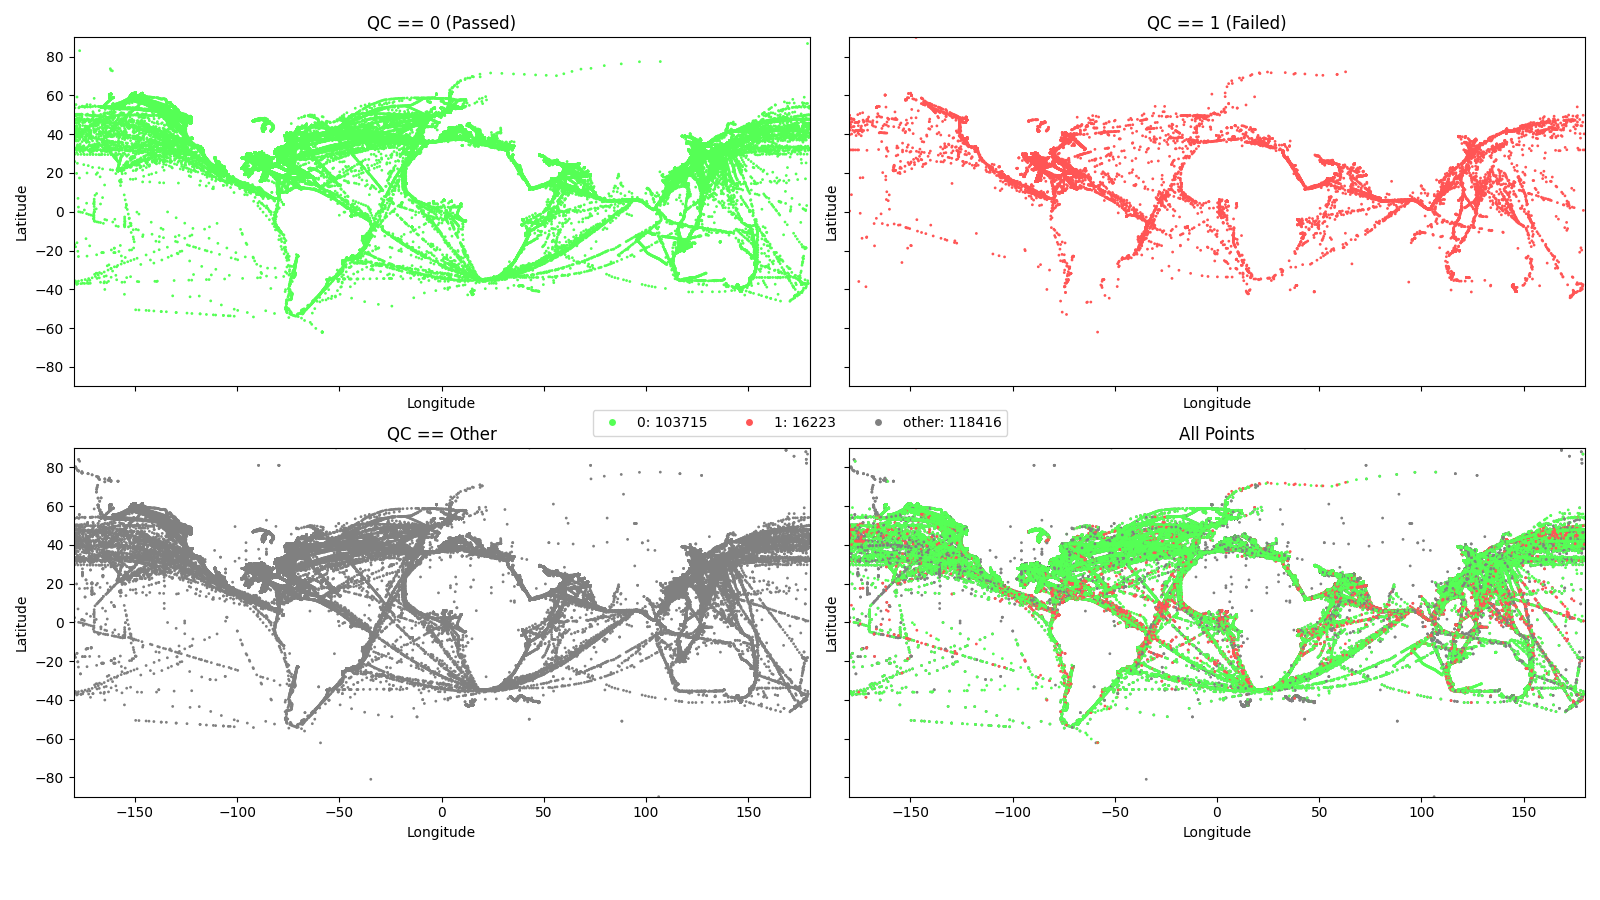 QC == 0 (Passed)
QC == 1 (Failed)
80
60
40
20
0
−20
−40
−60
−80
Latitude
Latitude
Longitude
Longitude
0: 103715
1: 16223
other: 118416
QC == Other
All Points
80
60
40
20
0
−20
−40
−60
−80
Latitude
Latitude
−150 −100 −50 0 50 100 150
−150 −100 −50 0 50 100 150
Longitude
Longitude